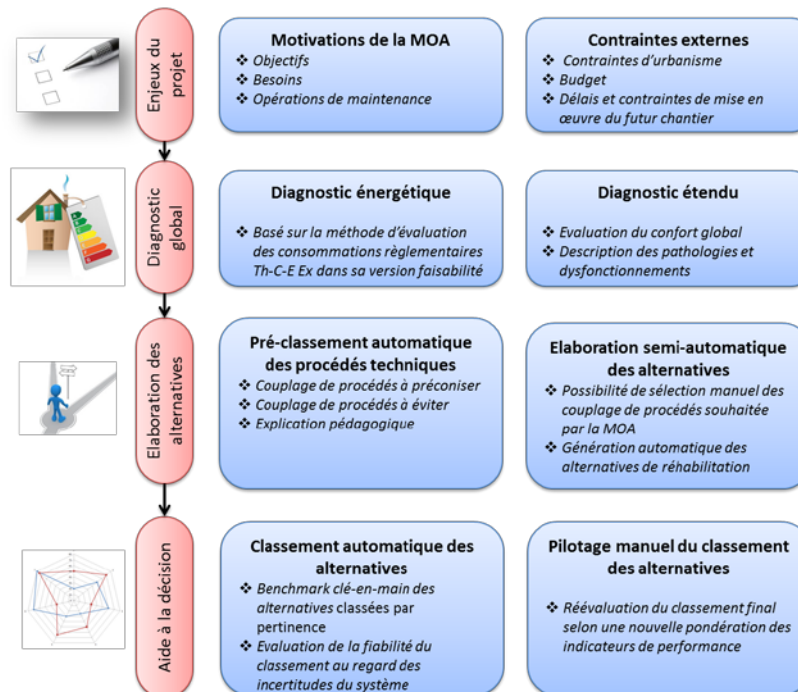 Enjeux du
projet
Motivations de la MOA
❖ Objectifs
❖ Besoins
❖ Opérations de maintenance
Contraintes externes
❖ Contraintes d'urbanisme
❖ Budget
❖ Délais et contraintes de mise en
œuvre du futur chantier
Diagnostic
global
Diagnostic énergétique
❖ Basé sur la méthode d'évaluation
des consommations règlementaires
Th-C-E Ex dans sa version faisabilité
Diagnostic étendu
❖ Evaluation du confort global
❖ Description des pathologies et
dysfonctionnements
Elaboration des
alternatives
Pré-classement automatique
des procédés techniques
❖ Couplage de procédés à préconiser
❖ Couplage de procédés à éviter
❖ Explication pédagogique
Elaboration semi-automatique
des alternatives
❖ Possibilité de sélection manuel des
couplage de procédés souhaitée
par la MOA
❖ Génération automatique des
alternatives de réhabilitation
Aide à la décision
Classement automatique des
alternatives
❖ Benchmark clé-en-main des
alternatives classées par
pertinence
❖ Evaluation de la fiabilité du
classement au regard des
incertitudes du système
Pilotage manuel du classement
des alternatives
❖ Réévaluation du classement final
selon une nouvelle pondération des
indicateurs de performance